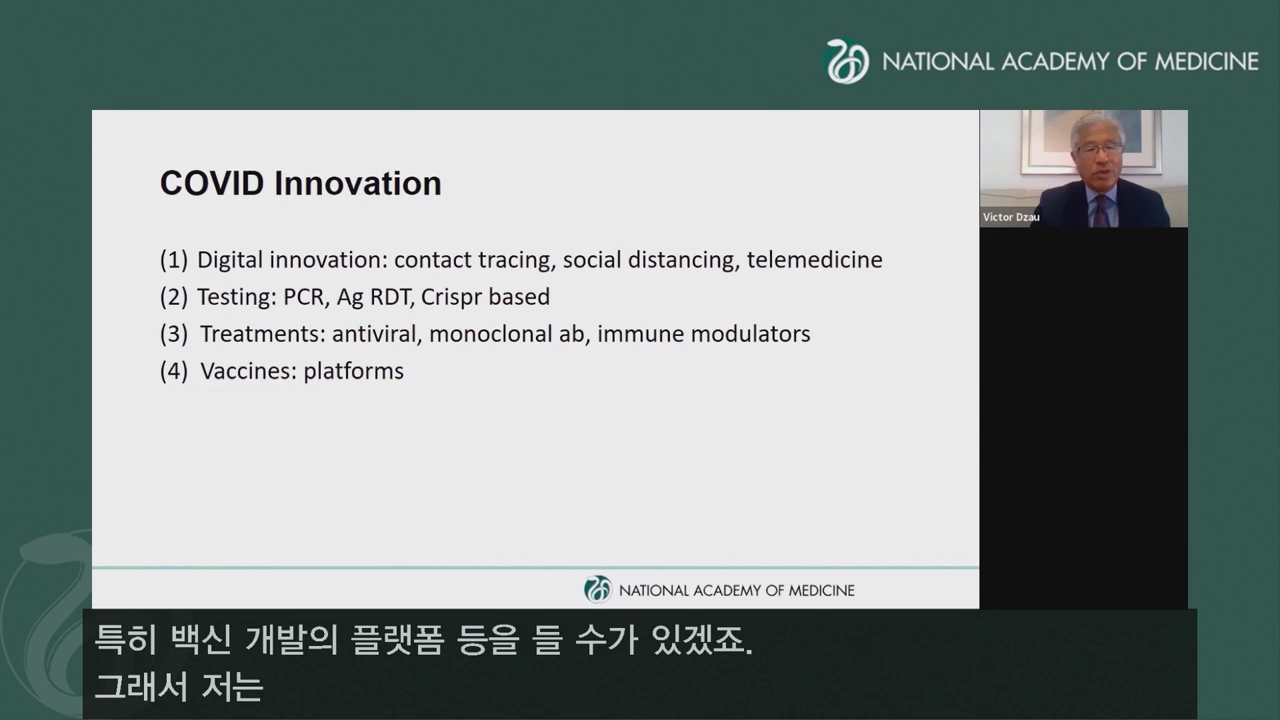 NATIONAL ACADEMY OF MEDICINE
COVID Innovation
(1) Digital innovation: contact tracing, social distancing, telemedicine
(2) Testing: PCR, Ag RDT, Crispr based
(3) Treatments: antiviral, monoclonal ab, immune modulators
(4) Vaccines: platforms
Victor Dzau
NATIONAL ACADEMY OF MEDICINE
특히 백신 개발의 플랫폼 등을 들 수가 있겠죠.
그래서 저는